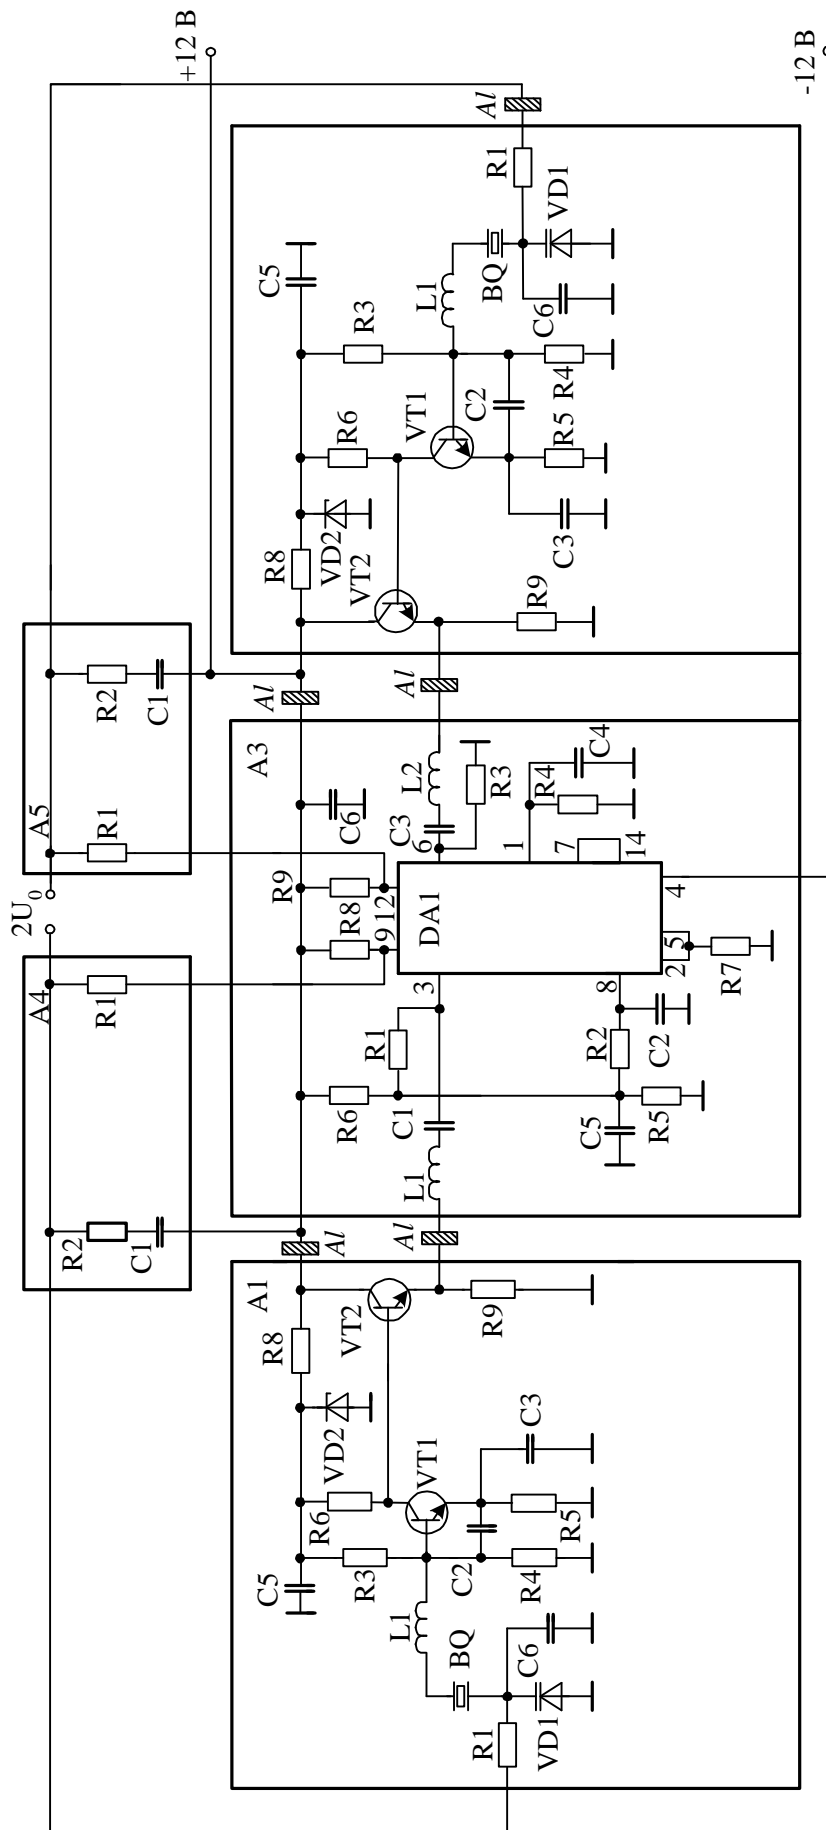 2U0
+12 В
-12 В
A4
R1
R2
C1
A5
R1
R2
C1
A1
C5
R3
R6
VD2
R8
VT2
VT1
L1
BQ
R1
VD1
C6
C2
R4
R5
C3
R9
Al
Al
A3
L1
C1
R6
R1
3
9
12
R8
R9
C6
DA1
6
C3
L2
R3
1
R4
C4
7
14
8
R2
C2
C5
R5
2
5
4
R7
Al
Al
R8
VD2
VT2
R6
VT1
R3
C5
L1
BQ
R1
VD1
C6
C2
R4
R5
C3
R9
Al